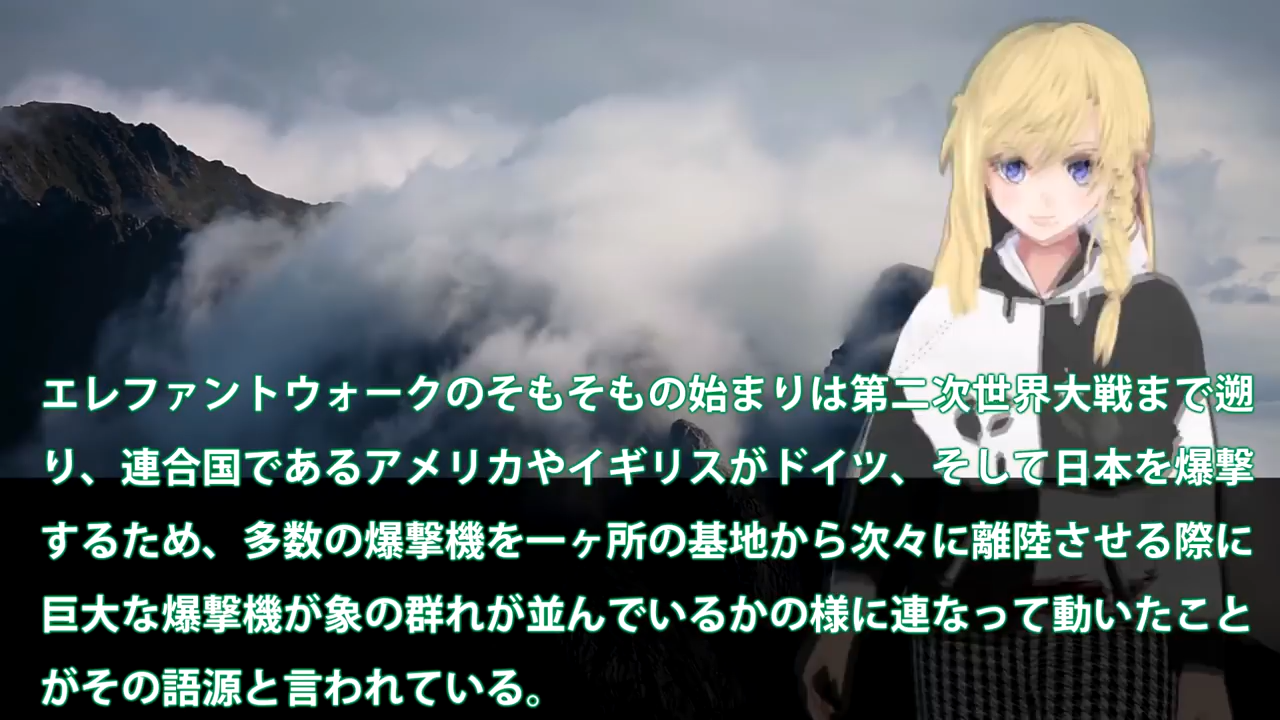 エレファントウォークのそもそもの始まりは第二次世界大戦まで遡
り、連合国であるアメリカやイギリスがドイツ、そして日本を爆撃
するため、多数の爆撃機を一ヶ所の基地から次々に離陸させる際に
巨大な爆撃機が象の群れが並んでいるかの様に連なって動いたこと
がその語源と言われている。